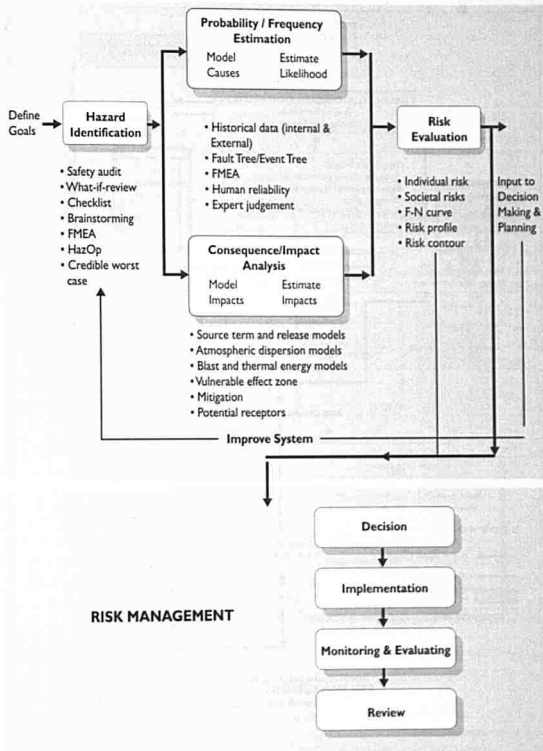 Probability / Frequency
Estimation
Model Estimate
Causes Likelihood
Define
Goals
Hazard
Identification
Risk
Evaluation
• Historical data (internal &
External)
• Fault Tree/Event Tree
• FMEA
• Human reliability
• Expert judgement
• Safety audit
• What-if-review
• Checklist
• Brainstorming
• FMEA
• HazOp
• Credible worst
case
• Individual risk
• Societal risks
• F-N curve
• Risk profile
• Risk contour
Input to
Decision
Making &
Planning
Consequence/Impact
Analysis
Model Estimate
Impacts Impacts
• Source term and release models
• Atmospheric dispersion models
• Blast and thermal energy models
• Vulnerable effect zone
• Mitigation
• Potential receptors
Improve System
Decision
Implementation
RISK MANAGEMENT
Monitoring & Evaluating
Review